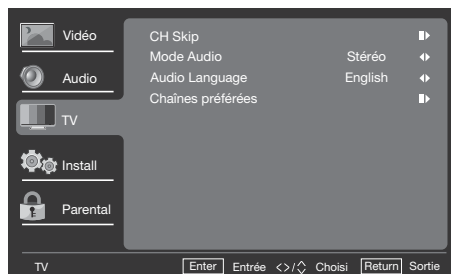 Vidéo
Audio
TV
Install
Parental
CH Skip
Mode Audio Stéréo
Audio Language English
Chaînes préférées
TV Enter Entrée <>/ Choisi Return Sortie